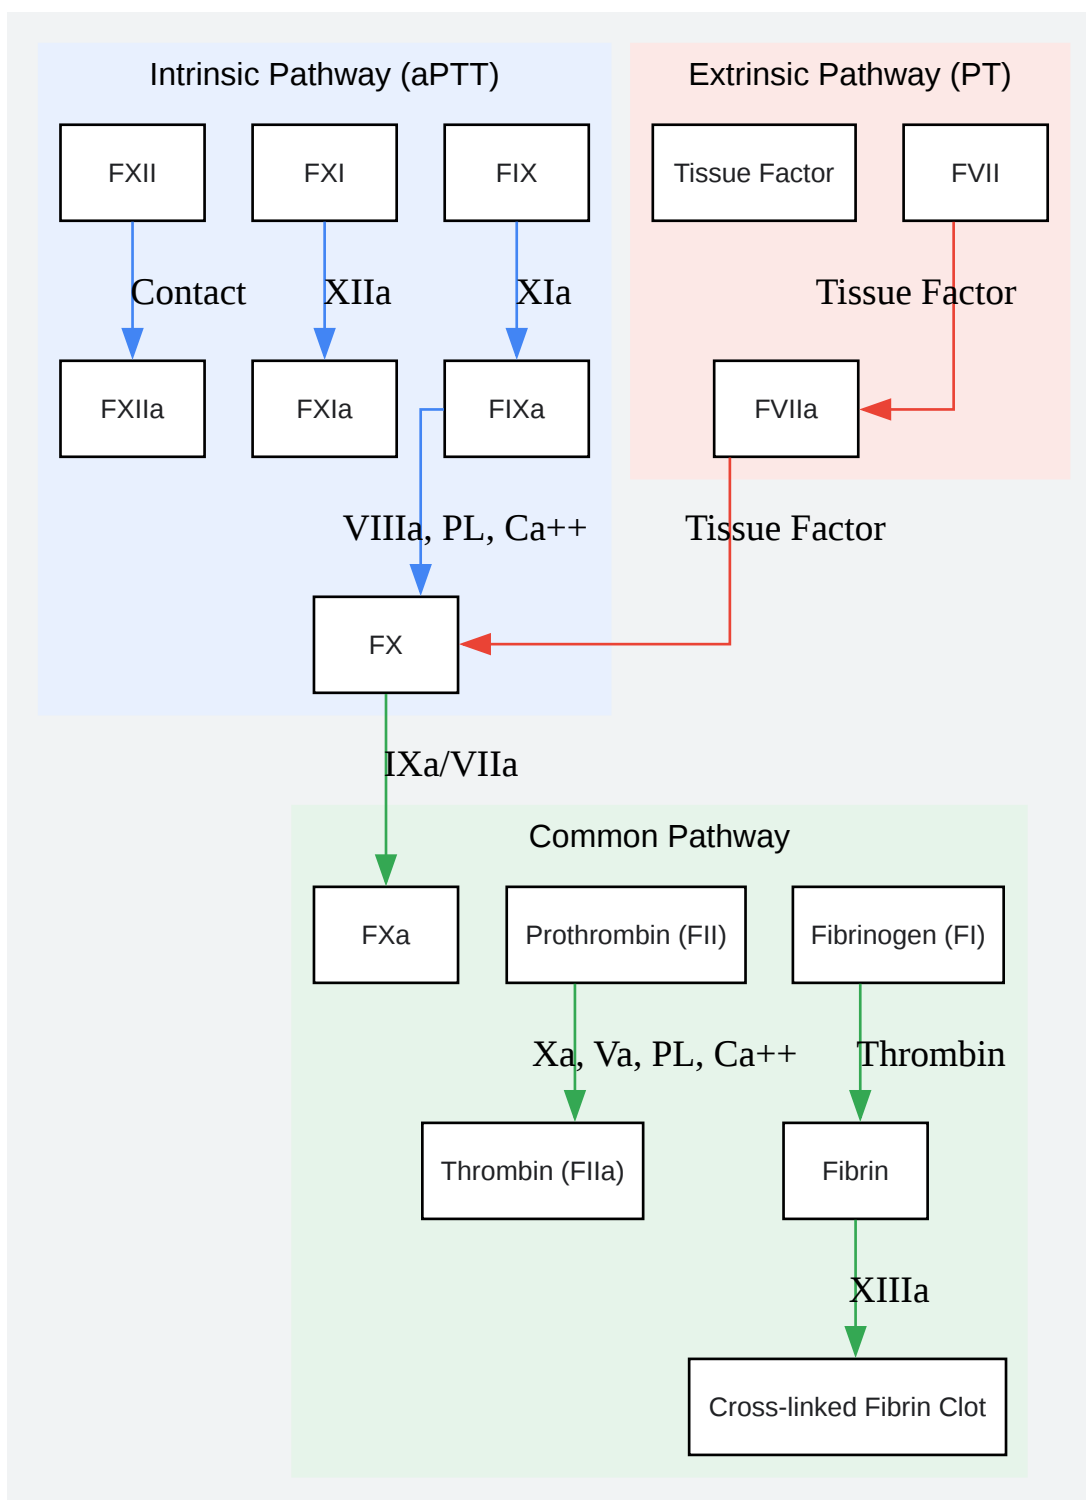 Intrinsic Pathway (aPTT)
Extrinsic Pathway (PT)
FXII
FXI
FIX
Tissue Factor
FVII
Contact
XIIa
XIa
Tissue Factor
FXIIa
FXIa
FIXa
FVIIa
VIIIa, PL, Ca++
Tissue Factor
FX
IXa/VIIa
Common Pathway
FXa
Prothrombin (FII)
Fibrinogen (FI)
Xa, Va, PL, Ca++
Thrombin
Thrombin (FIIa)
Fibrin
XIIIa
Cross-linked Fibrin Clot